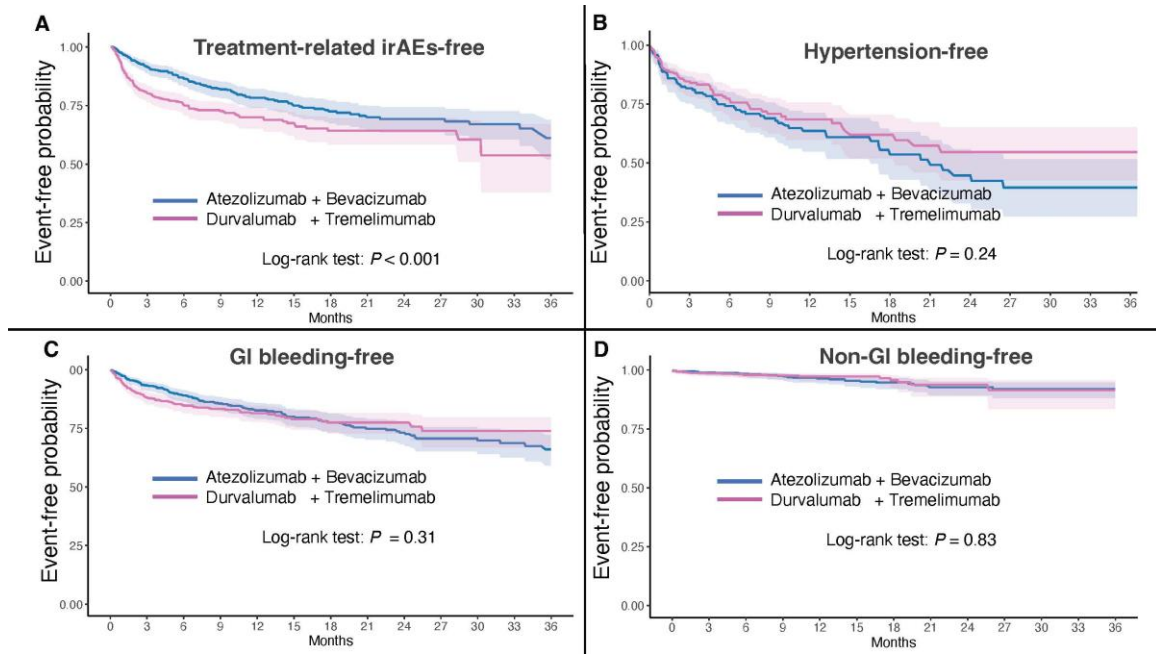 A
Treatment-related irAEs-free
Event-free probability
1.00
0.75
0.50
0.25
0.00
Atezolizumab + Bevacizumab
Durvalumab + Tremelimumab
Log-rank test: P < 0.001
0 3 6 9 12 15 18 21 24 27 30 33 36
Months
B
Hypertension-free
Event-free probability
1.00
0.75
0.50
0.25
0.00
Atezolizumab + Bevacizumab
Durvalumab + Tremelimumab
Log-rank test: P = 0.24
0 3 6 9 12 15 18 21 24 27 30 33 36
Months
C
GI bleeding-free
Event-free probability
00
75
0.50
25
0.00
Atezolizumab + Bevacizumab
Durvalumab + Tremelimumab
Log-rank test: P = 0.31
0 3 6 9 12 15 18 21 24 27 30 33 36
Months
D
Non-GI bleeding-free
Event-free probability
1.00
0.75
0.50
0.25
0.00
Atezolizumab + Bevacizumab
Durvalumab + Tremelimumab
Log-rank test: P = 0.83
0 3 6 9 12 15 18 21 24 27 30 33 36
Months